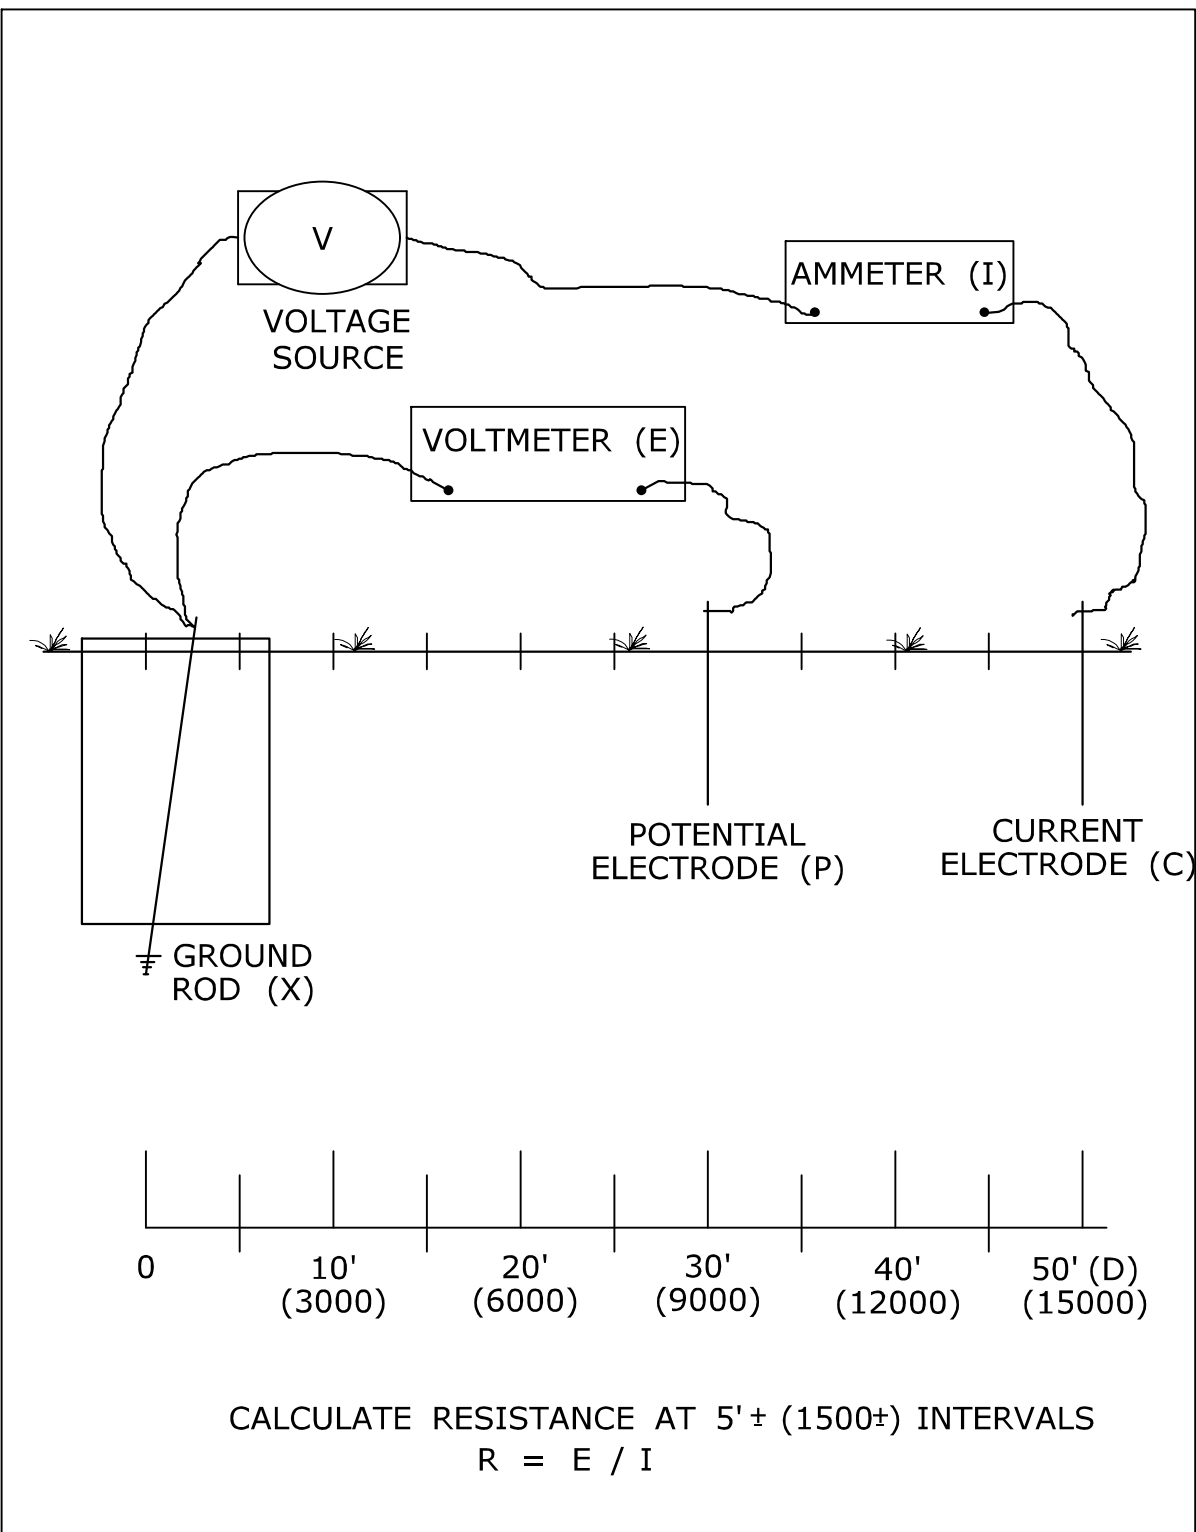 V
VOLTAGE
SOURCE
AMMETER (I)
VOLTMETER (E)
POTENTIAL
ELECTRODE (P)
CURRENT
ELECTRODE (C)
GROUND
ROD (X)
0
10'
(3000)
20'
(6000)
30'
(9000)
40'
(12000)
50' (D)
(15000)
CALCULATE RESISTANCE AT 5'± (1500±) INTERVALS
R = E / I